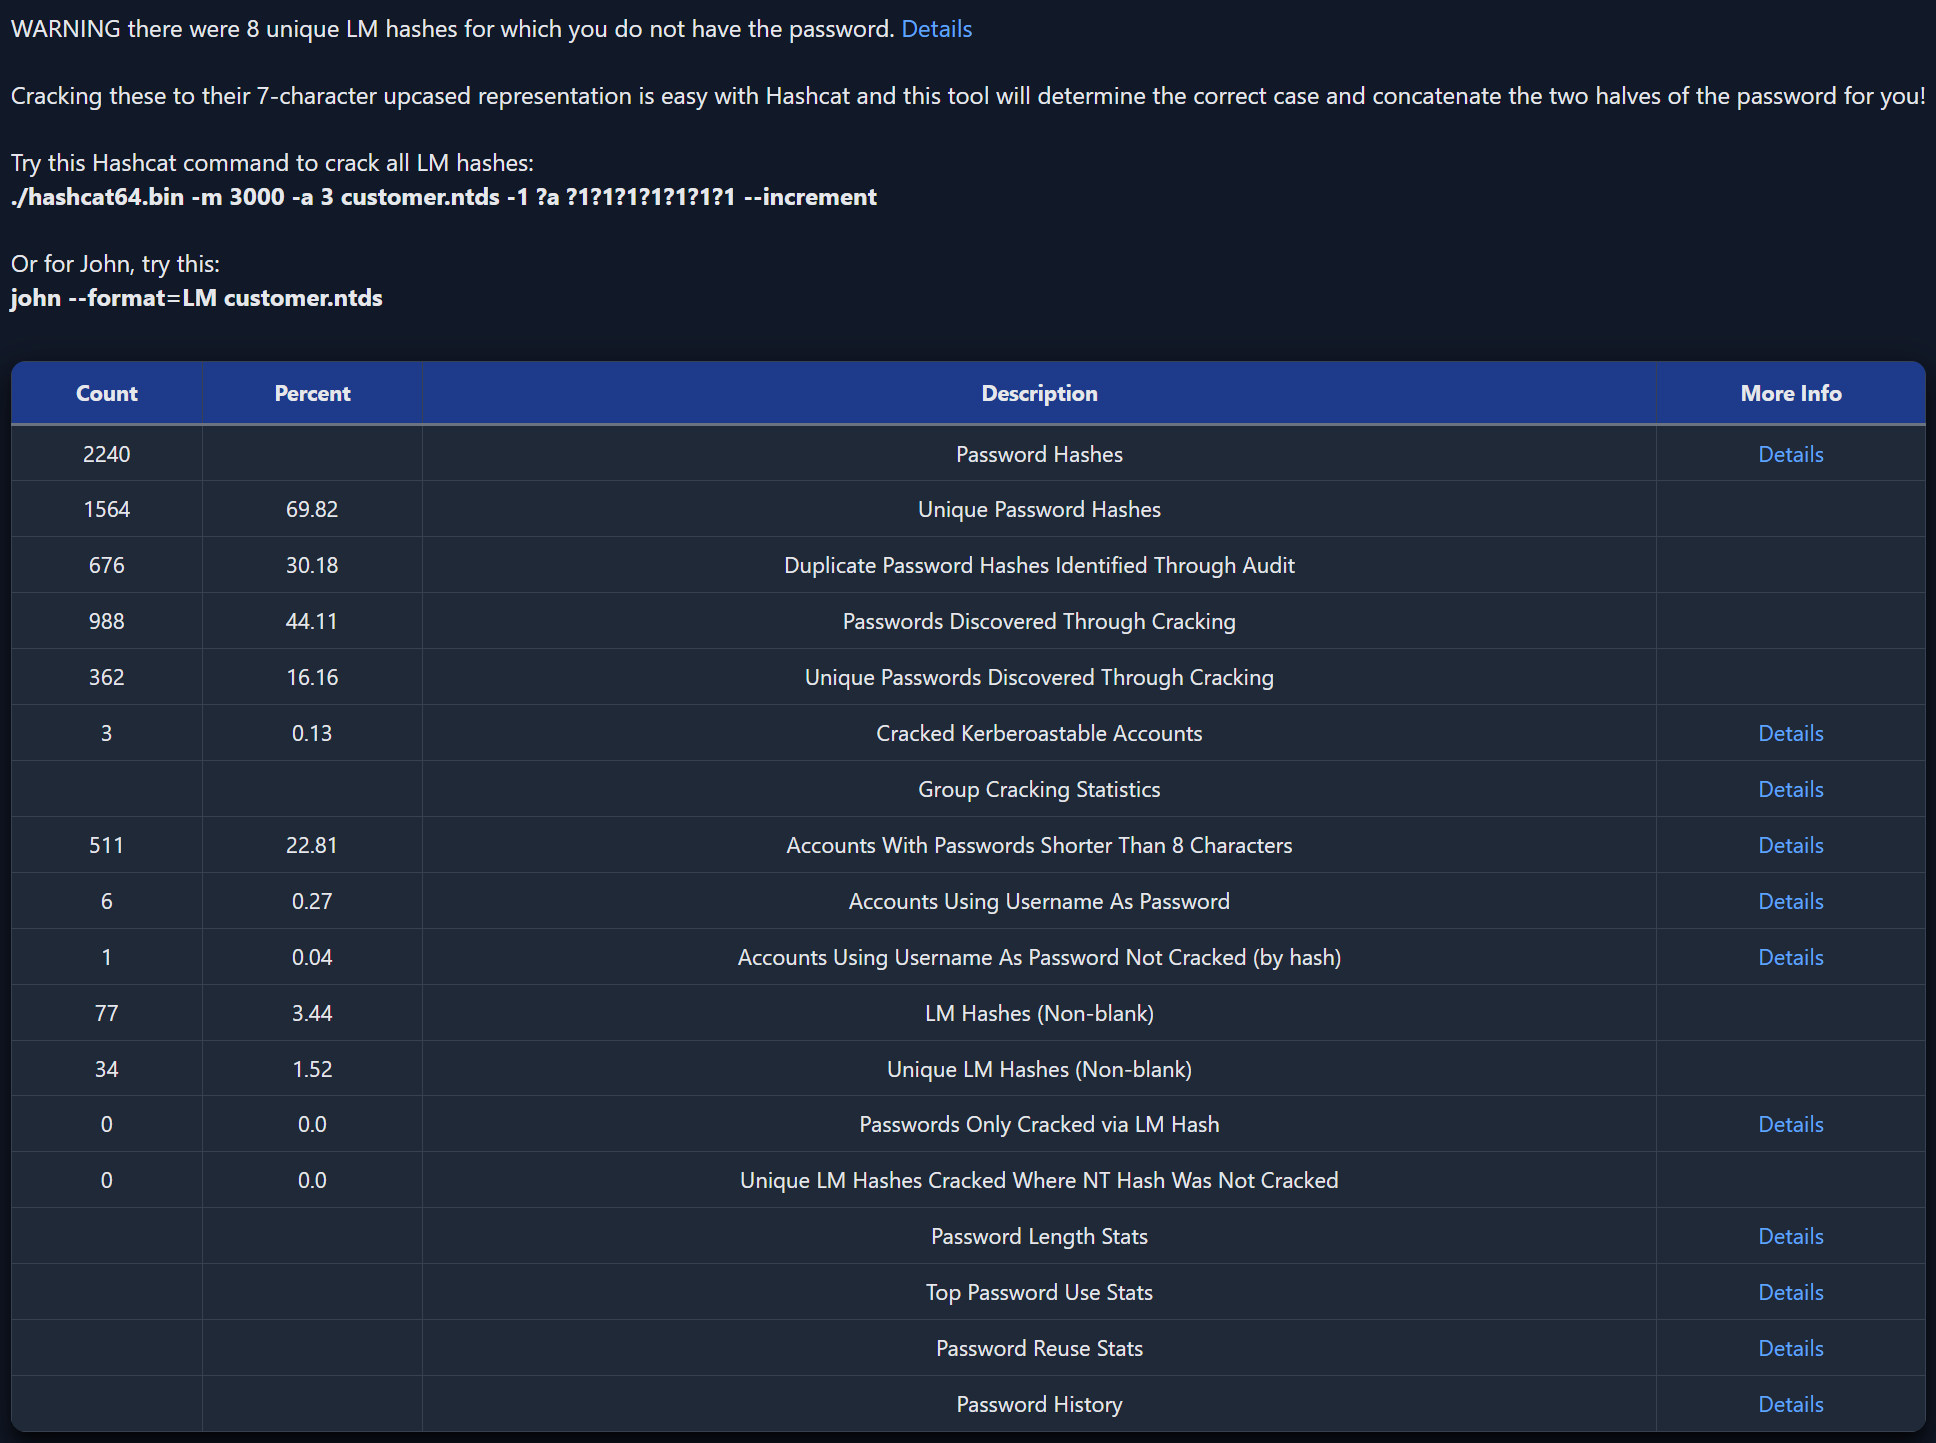 WARNING there were 8 unique LM hashes for which you do not have the password. Details
Cracking these to their 7-character upcased representation is easy with Hashcat and this tool will determine the correct case and concatenate the two halves of the password for you!
Try this Hashcat command to crack all LM hashes:
./hashcat64.bin -m 3000 -a 3 customer.ntds -1 ?a ?1?1?1?1?1?1?1 --increment
Or for John, try this:
john --format=LM customer.ntds
Count Percent Description More Info
2240 Password Hashes Details
1564 69.82 Unique Password Hashes
676 30.18 Duplicate Password Hashes Identified Through Audit
988 44.11 Passwords Discovered Through Cracking
362 16.16 Unique Passwords Discovered Through Cracking
3 0.13 Cracked Kerberoastable Accounts Details
Group Cracking Statistics Details
511 22.81 Accounts With Passwords Shorter Than 8 Characters Details
6 0.27 Accounts Using Username As Password Details
1 0.04 Accounts Using Username As Password Not Cracked (by hash) Details
77 3.44 LM Hashes (Non-blank)
34 1.52 Unique LM Hashes (Non-blank)
0 0.0 Passwords Only Cracked via LM Hash Details
0 0.0 Unique LM Hashes Cracked Where NT Hash Was Not Cracked
Password Length Stats Details
Top Password Use Stats Details
Password Reuse Stats Details
Password History Details